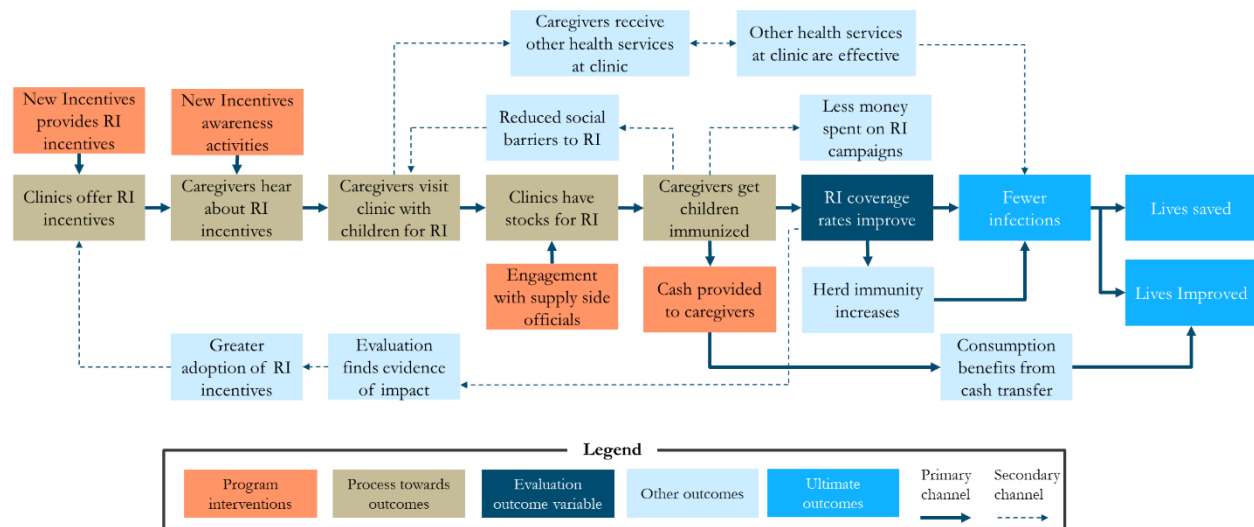 Caregivers receive
other health services
at clinic
Other health services
at clinic are effective
New Incentives
provides RI
incentives
New Incentives
awareness
activities
Reduced social
barriers to RI
Less money
spent on RI
campaigns
Clinics offer RI
incentives
Caregivers hear
about RI
incentives
Caregivers visit
clinic with
children for RI
Clinics have
stocks for RI
Caregivers get
children
immunized
RI coverage
rates improve
Fewer
infections
Lives saved
Engagement
with supply side
officials
Cash provided
to caregivers
Herd immunity
increases
Lives Improved
Greater
adoption of RI
incentives
Evaluation
finds evidence
of impact
Consumption
benefits from
cash transfer
Legend
Program
interventions
Process towards
outcomes
Evaluation
outcome variable
Other outcomes
Ultimate
outcomes
Primary
channel
Secondary
channel